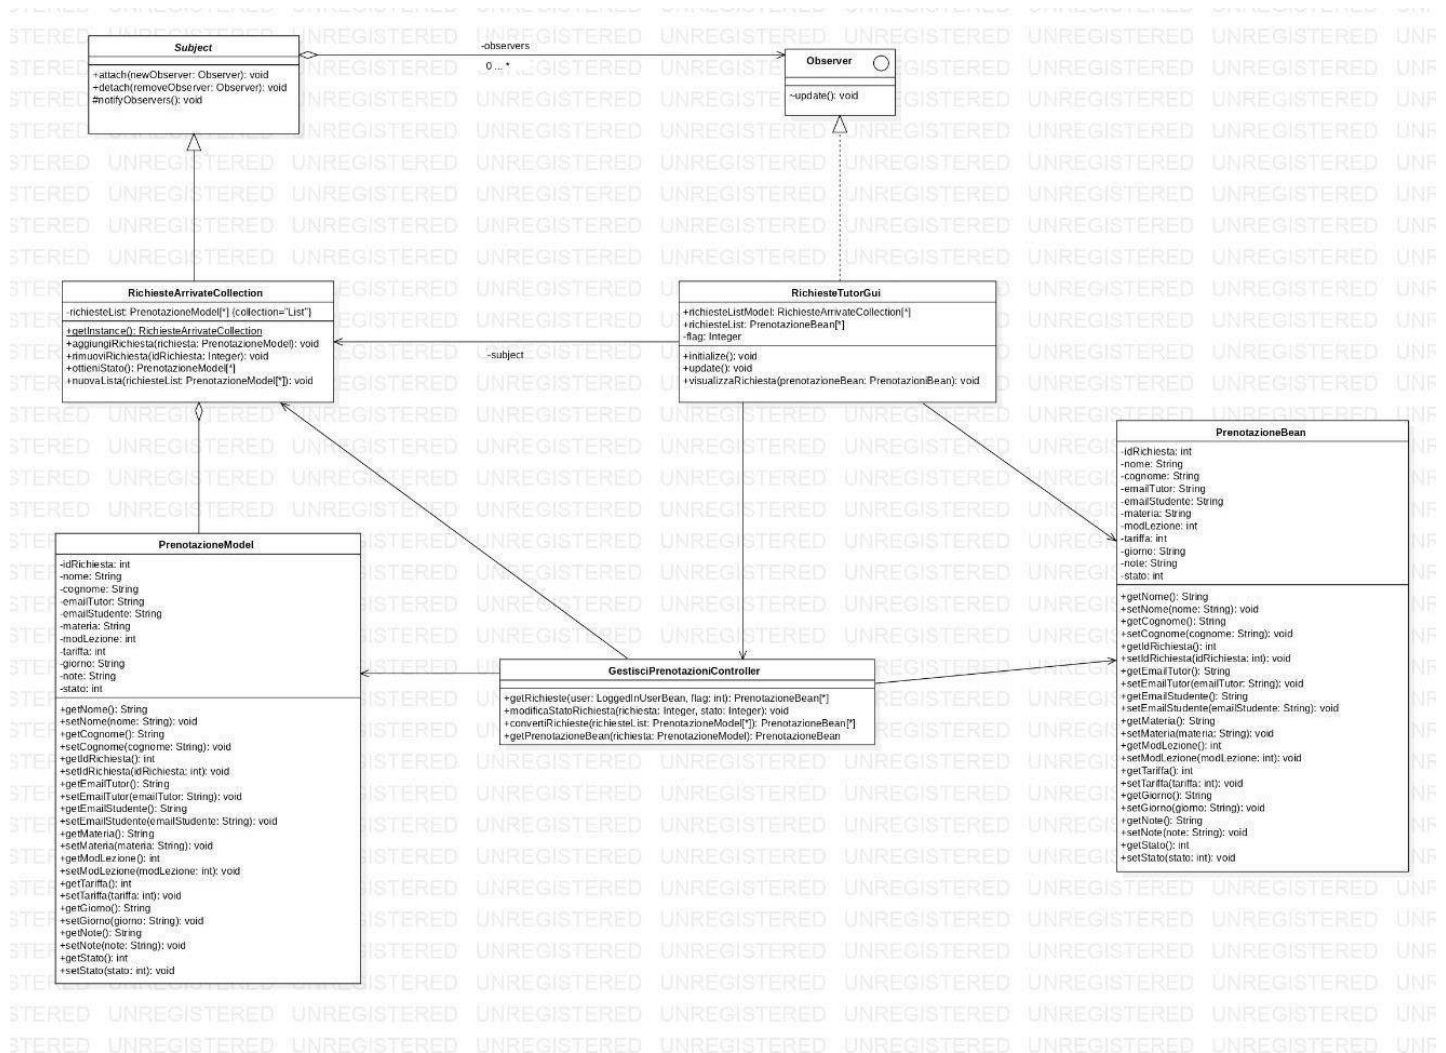 Subject
+attach(newObserver: Observer): void
+detach(removeObserver: Observer): void
#notifyObservers(): void
-observers
0 ... *
Observer
~update(): void
RichiesteArrivateCollection
-richiesteList: PrenotazioneModel[*] {collection="List"}
+getInstance(): RichiesteArrivateCollection
+aggiungiRichiesta(richiesta: PrenotazioneModel): void
+rimuoviRichiesta(idRichiesta: Integer): void
+ottieniStato(): PrenotazioneModel[*]
+nuovaLista(richiesteList: PrenotazioneModel[*]): void
-subject
RichiesteTutorGui
+richiesteListModel: RichiesteArrivateCollection[*]
+richiesteList: PrenotazioneBean[*]
-flag: Integer
+initialize(): void
+update(): void
+visualizzaRichiesta(prenotazioneBean: PrenotazioniBean): void
PrenotazioneBean
-idRichiesta: int
-nome: String
-cognome: String
-emailTutor: String
-emailStudente: String
-materia: String
-modLezione: int
-tariffa: int
-giorno: String
-note: String
-stato: int
+getNome(): String
+setNome(nome: String): void
+getCognome(): String
+setCognome(cognome: String): void
+getIdRichiesta(): int
+setIdRichiesta(idRichiesta: int): void
+getEmailTutor(): String
+setEmailTutor(emailTutor: String): void
+getEmailStudente(): String
+setEmailStudente(emailStudente: String): void
+getMateria(): String
+setMateria(materia: String): void
+getModLezione(): int
+setModLezione(modLezione: int): void
+getTariffa(): int
+setTariffa(tariffa: int): void
+getGiorno(): String
+setGiorno(giorno: String): void
+getNote(): String
+setNote(note: String): void
+getStato(): int
+setStato(stato: int): void
PrenotazioneModel
-idRichiesta: int
-nome: String
-cognome: String
-emailTutor: String
-emailStudente: String
-materia: String
-modLezione: int
-tariffa: int
-giorno: String
-note: String
-stato: int
+getNome(): String
+setNome(nome: String): void
+getCognome(): String
+setCognome(cognome: String): void
+getIdRichiesta(): int
+setIdRichiesta(idRichiesta: int): void
+getEmailTutor(): String
+setEmailTutor(emailTutor: String): void
+getEmailStudente(): String
+setEmailStudente(emailStudente: String): void
+getMateria(): String
+setMateria(materia: String): void
+getModLezione(): int
+setModLezione(modLezione: int): void
+getTariffa(): int
+setTariffa(tariffa: int): void
+getGiorno(): String
+setGiorno(giorno: String): void
+getNote(): String
+setNote(note: String): void
+getStato(): int
+setStato(stato: int): void
GestisciPrenotazioniController
+getRichieste(user: LoggedInUserBean, flag: int): PrenotazioneBean[*]
+modificaStatoRichiesta(richiesta: Integer, stato: Integer): void
+convertiRichieste(richiesteList: PrenotazioneModel[*]): PrenotazioneBean[*]
+getPrenotazioneBean(richiesta: PrenotazioneModel): PrenotazioneBean
UNREGISTERED